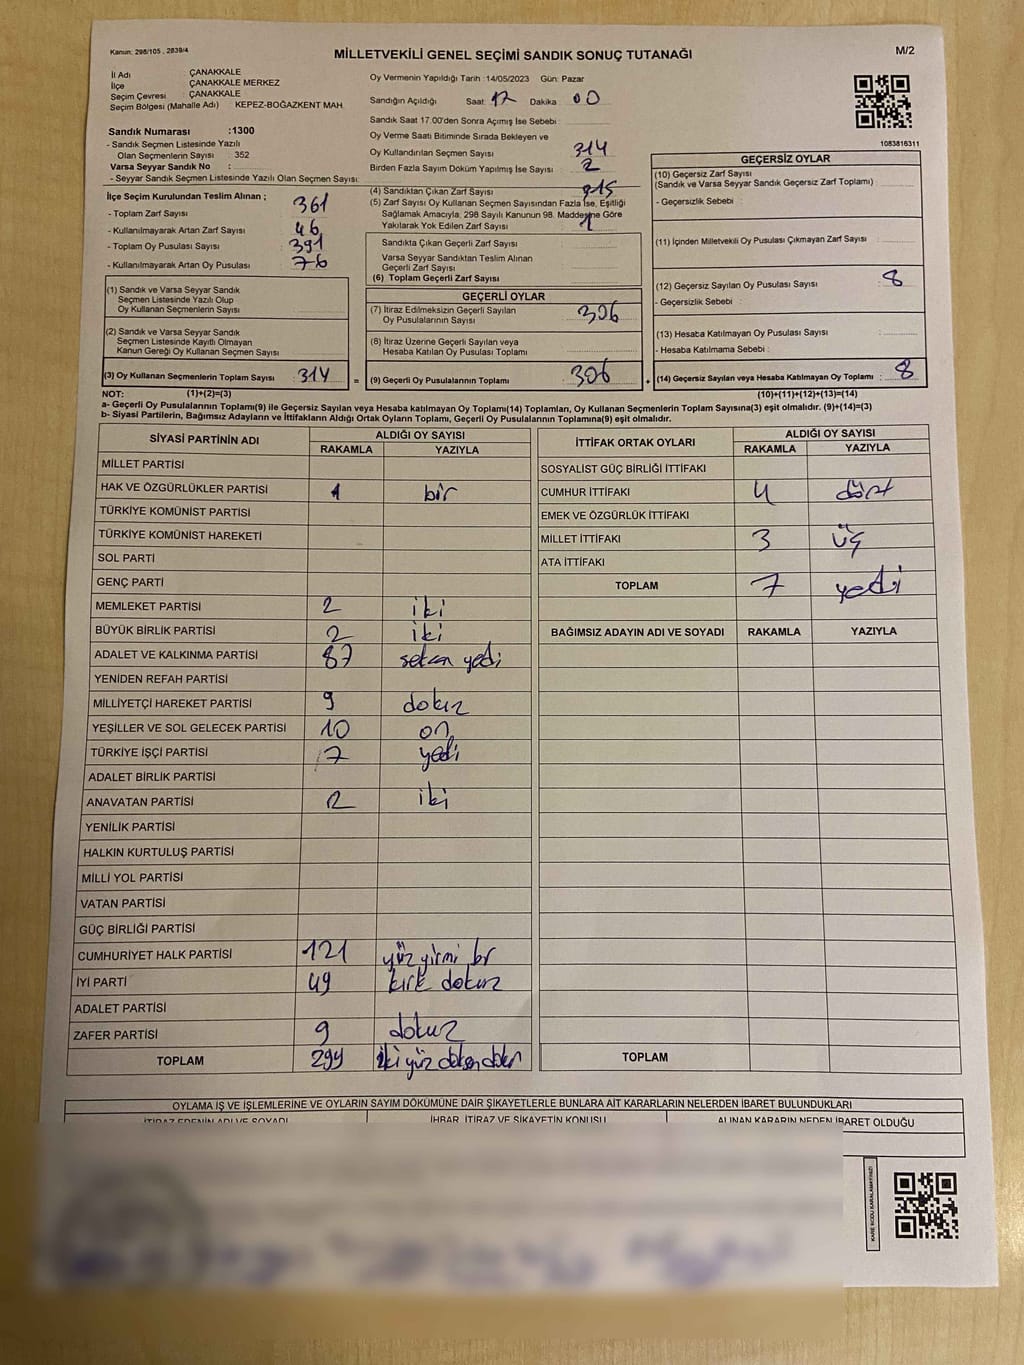 Kanun: 298/105 , 2839/4
MİLLETVEKİLİ GENEL SEÇİMİ SANDIK SONUÇ TUTANAĞI
M/2
İl Adı : ÇANAKKALE
İlçe : ÇANAKKALE MERKEZ
Seçim Çevresi : ÇANAKKALE
Seçim Bölgesi (Mahalle Adı) : KEPEZ-BOĞAZKENT MAH.
Sandık Numarası :1300
- Sandık Seçmen Listesinde Yazılı
Olan Seçmenlerin Sayısı : 352
Varsa Seyyar Sandık No :
- Seyyar Sandık Seçmen Listesinde Yazılı Olan Seçmen Sayısı:
Oy Vermenin Yapıldığı Tarih :14/05/2023 Gün: Pazar
Sandığın Açıldığı Saat 17 Dakika 00
Sandık Saat 17.00'den Sonra Açımış İse Sebebi :
Oy Verme Saati Bitiminde Sırada Bekleyen ve
Oy Kullandırılan Seçmen Sayısı 314
Birden Fazla Sayım Döküm Yapılmış İse Sayısı : 2
(4) Sandıktan Çıkan Zarf Sayısı 315
(5) Zarf Sayısı Oy Kullanan Seçmen Sayısından Fazla İse, Eşitliği
Sağlamak Amacıyla, 298 Sayılı Kanunun 98. Maddesine Göre
Yakılarak Yok Edilen Zarf Sayısı : 1
1083816311
İlçe Seçim Kurulundan Teslim Alınan ;
- Toplam Zarf Sayısı : 361
- Kullanılmayarak Artan Zarf Sayısı : 46
- Toplam Oy Pusulası Sayısı : 391
- Kullanılmayarak Artan Oy Pusulası : 76
Sandıkta Çıkan Geçerli Zarf Sayısı
Varsa Seyyar Sandıktan Teslim Alınan
Geçerli Zarf Sayısı
(6) Toplam Geçerli Zarf Sayısı
GEÇERSİZ OYLAR
(10) Geçersiz Zarf Sayısı
(Sandık ve Varsa Seyyar Sandık Geçersiz Zarf Toplamı) :
- Geçersizlik Sebebi :
(11) İçinden Milletvekili Oy Pusulası Çıkmayan Zarf Sayısı :
(12) Geçersiz Sayılan Oy Pusulası Sayısı : 8
- Geçersizlik Sebebi :
(13) Hesaba Katılmayan Oy Pusulası Sayısı
- Hesaba Katılmama Sebebi :
(14) Geçersiz Sayılan veya Hesaba Katılmayan Oy Toplamı : 8
(1) Sandık ve Varsa Seyyar Sandık
Seçmen Listesinde Yazılı Olup
Oy Kullanan Seçmenlerin Sayısı :
(2) Sandık ve Varsa Seyyar Sandık
Seçmen Listesinde Kayıtlı Olmayan
Kanun Gereği Oy Kullanan Seçmen Sayısı :
(3) Oy Kullanan Seçmenlerin Toplam Sayısı : 314
=
GEÇERLİ OYLAR
(7) İtiraz Edilmeksizin Geçerli Sayılan
Oy Pusulalarının Sayısı : 306
(8) İtiraz Üzerine Geçerli Sayılan veya
Hesaba Katılan Oy Pusulası Toplamı
(9) Geçerli Oy Pusulalarının Toplamı : 306
+
NOT: (1)+(2)=(3) (10)+(11)+(12)+(13)=(14)
a- Geçerli Oy Pusulalarının Toplamı(9) ile Geçersiz Sayılan veya Hesaba katılmayan Oy Toplamı(14) Toplamları, Oy Kullanan Seçmenlerin Toplam Sayısına(3) eşit olmalıdır. (9)+(14)=(3)
b- Siyasi Partilerin, Bağımsız Adayların ve İttifakların Aldığı Ortak Oyların Toplamı, Geçerli Oy Pusulalarının Toplamına(9) eşit olmalıdır.
SİYASİ PARTİNİN ADI ALDIĞI OY SAYISI
RAKAMLA YAZIYLA
MİLLET PARTİSİ
HAK VE ÖZGÜRLÜKLER PARTİSİ 1 bir
TÜRKİYE KOMÜNİST PARTİSİ
TÜRKİYE KOMÜNİST HAREKETİ
SOL PARTİ
GENÇ PARTİ
MEMLEKET PARTİSİ 2 iki
BÜYÜK BİRLİK PARTİSİ 2 iki
ADALET VE KALKINMA PARTİSİ 87 seksen yedi
YENİDEN REFAH PARTİSİ
MİLLİYETÇİ HAREKET PARTİSİ 9 dokuz
YEŞİLLER VE SOL GELECEK PARTİSİ 10 on
TÜRKİYE İŞÇİ PARTİSİ 7 yedi
ADALET BİRLİK PARTİSİ
ANAVATAN PARTİSİ 2 iki
YENİLİK PARTİSİ
HALKIN KURTULUŞ PARTİSİ
MİLLİ YOL PARTİSİ
VATAN PARTİSİ
GÜÇ BİRLİĞİ PARTİSİ
CUMHURİYET HALK PARTİSİ 121 yüz yirmi bir
İYİ PARTİ 49 kırk dokuz
ADALET PARTİSİ
ZAFER PARTİSİ 9 dokuz
TOPLAM 299 iki yüz doksan dokuz
İTTİFAK ORTAK OYLARI ALDIĞI OY SAYISI
RAKAMLA YAZIYLA
SOSYALİST GÜÇ BİRLİĞİ İTTİFAKI
CUMHUR İTTİFAKI 4 dört
EMEK VE ÖZGÜRLÜK İTTİFAKI
MİLLET İTTİFAKI 3 üç
ATA İTTİFAKI
TOPLAM 7 yedi
BAĞIMSIZ ADAYIN ADI VE SOYADI RAKAMLA YAZIYLA
TOPLAM
OYLAMA İŞ VE İŞLEMLERİNE VE OYLARIN SAYIM DÖKÜMÜNE DAİR ŞİKAYETLERLE BUNLARA AİT KARARLARIN NELERDEN İBARET BULUNDUKLARI
İTİRAZ EDENİN ADI VE SOYADI İHBAR, İTİRAZ VE ŞİKAYETİN KONUSU ALINAN KARARIN NEDEN İBARET OLDUĞU
KARE KODU KARALAMAYINIZ!